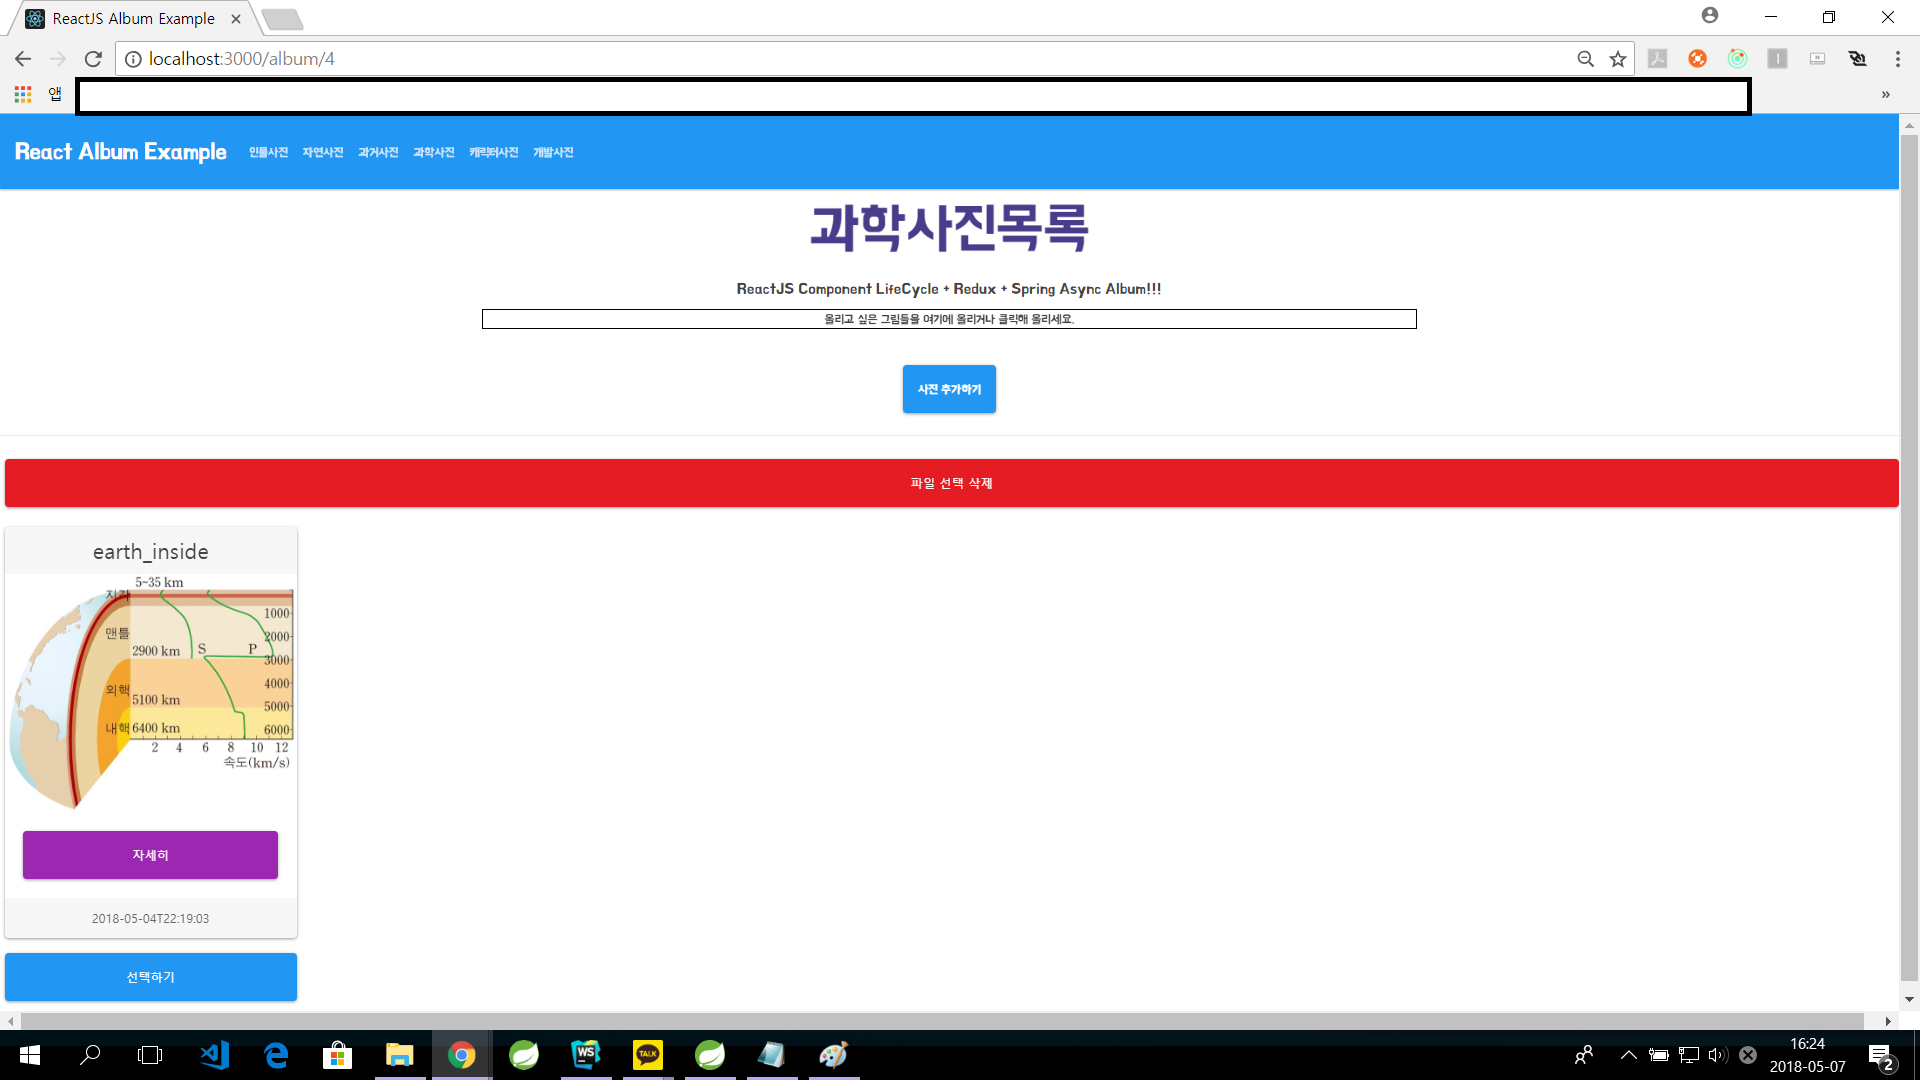 ReactJS Album Example
localhost:3000/album/4
앱
»
React Album Example 인물사진 자연사진 과거사진 과학사진 캐릭터사진 개발사진
과학사진목록
ReactJS Component LifeCycle + Redux + Spring Async Album!!!
올리고 싶은 그림들을 여기에 올리거나 클릭해 올리세요.
사진 추가하기
파일 선택 삭제
earth_inside
5~35 km
지각
1000
맨틀
2000
2900 km S P
3000
4000
외핵
5100 km
5000
내핵 6400 km
6000
2 4 6 8 10 12
속도(km/s)
자세히
2018-05-04T22:19:03
선택하기
WS
TALK
16:24
2018-05-07
2